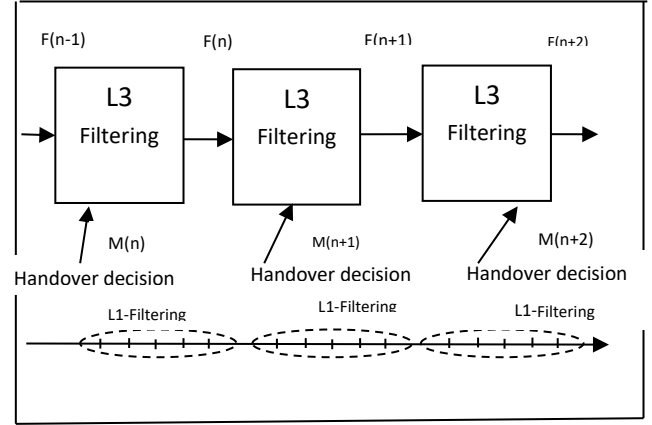 F(n-1)
F(n)
F(n+1)
F(n+2)
L3
Filtering
L3
Filtering
L3
Filtering
M(n)
M(n+1)
M(n+2)
Handover decision
Handover decision
Handover decision
L1-Filtering
L1-Filtering
L1-Filtering